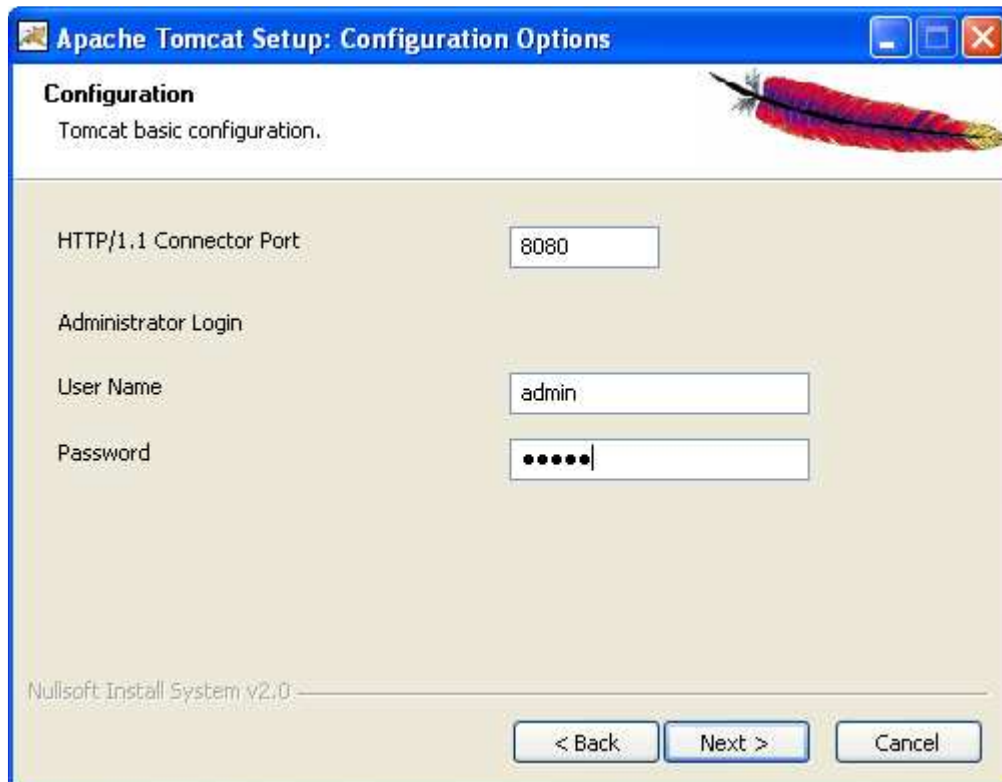 Apache Tomcat Setup: Configuration Options
Configuration
Tomcat basic configuration.
HTTP/1.1 Connector Port
8080
Administrator Login
User Name
admin
Password
●●●●●
Nullsoft Install System v2.0
< Back
Next >
Cancel